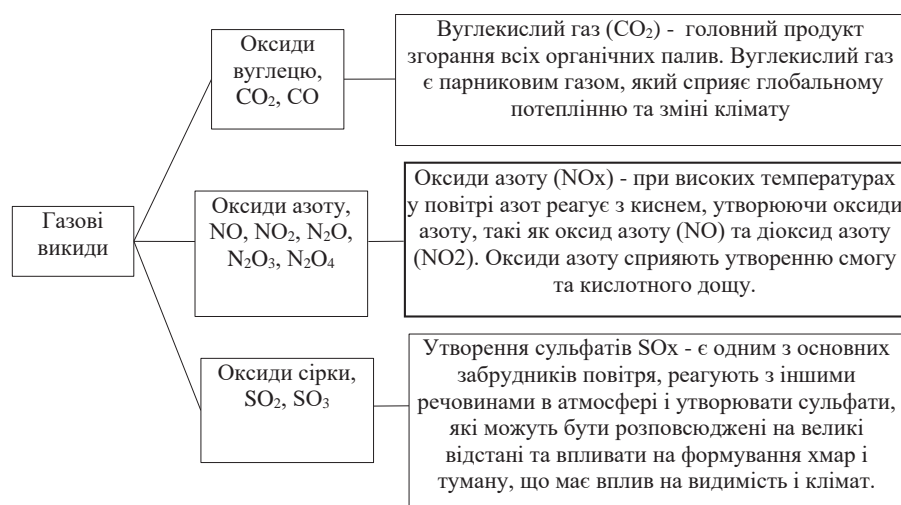 Газові
викиди
Оксиди
вуглецю,
CO₂, CO
Вуглекислий газ (CO₂) - головний продукт
згорання всіх органічних палив. Вуглекислий газ
є парниковим газом, який сприяє глобальному
потеплінню та зміні клімату
Оксиди азоту,
NO, NO₂, N₂O,
N₂O₃, N₂O₄
Оксиди азоту (NOx) - при високих температурах
у повітрі азот реагує з киснем, утворюючи оксиди
азоту, такі як оксид азоту (NO) та діоксид азоту
(NO2). Оксиди азоту сприяють утворенню смогу
та кислотного дощу.
Оксиди сірки,
SO₂, SO₃
Утворення сульфатів SOx - є одним з основних
забрудників повітря, реагують з іншими
речовинами в атмосфері і утворювати сульфати,
які можуть бути розповсюджені на великі
відстані та впливати на формування хмар і
туману, що має вплив на видимість і клімат.